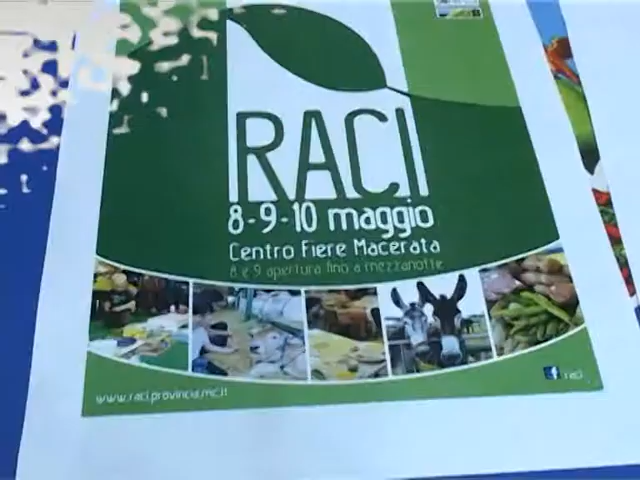 RACI
8-9-10 maggio
Centro Fiere Macerata
8 e 9 apertura fino a mezzanotte
www.raci.provincia.mc.it
f raci